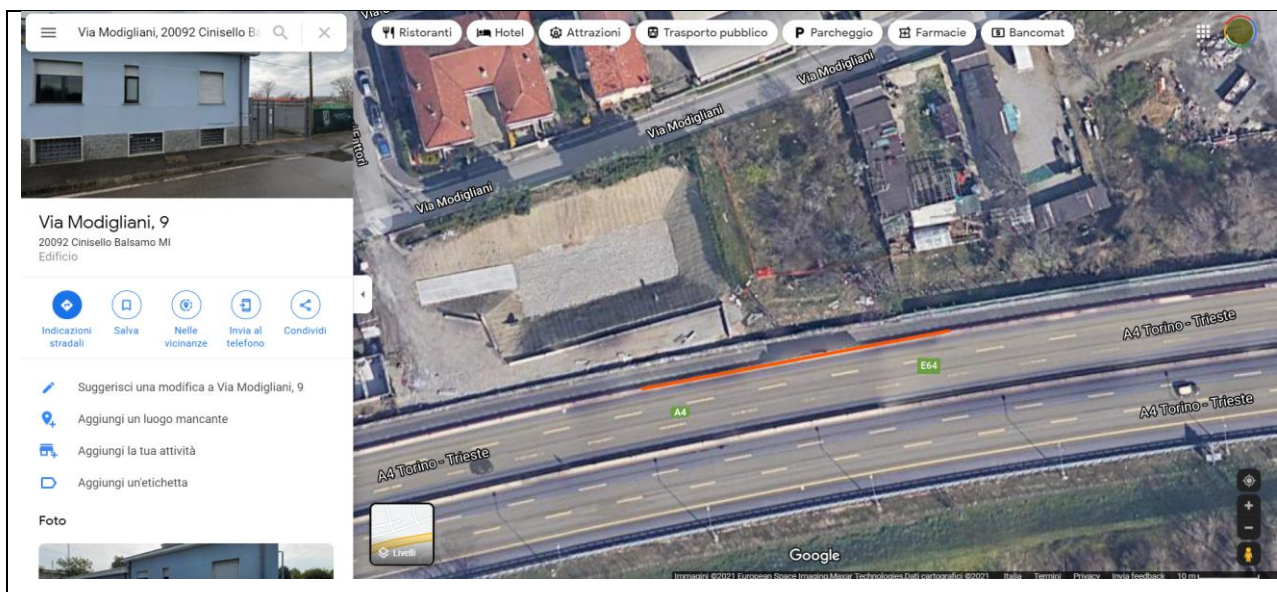 Via Modigliani, 20092 Cinisello Ba
Ristoranti
Hotel
Attrazioni
Trasporto pubblico
P Parcheggio
Farmacie
Bancomat
Via Modigliani, 9
20092 Cinisello Balsamo MI
Edificio
Indicazioni
stradali
Salva
Nelle
vicinanze
Invia al
telefono
Condividi
Suggerisci una modifica a Via Modigliani, 9
Aggiungi un luogo mancante
Aggiungi la tua attività
Aggiungi un'etichetta
Foto
Via Modigliani
Via Modigliani
Via Modigliani
A4 Torino - Trieste
E64
A4
A4 Torino - Trieste
A4 Torino - Trieste
Livelli
Google
Immagini ©2021 European Space Imaging,Maxar Technologies,Dati cartografici ©2021 Italia Termini Privacy Invia feedback 10 m